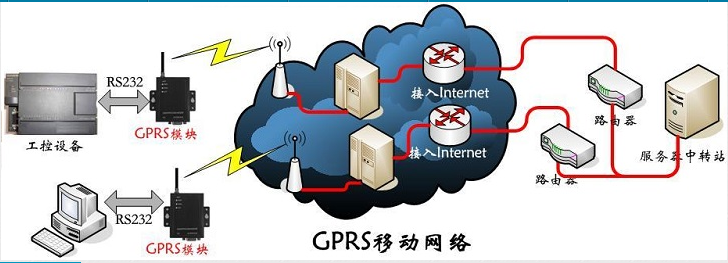 RS232
GPRS模块
工控设备
接入Internet
路由器
服务器中转站
接入Internet
路由器
RS232
GPRS模块
GPRS移动网络